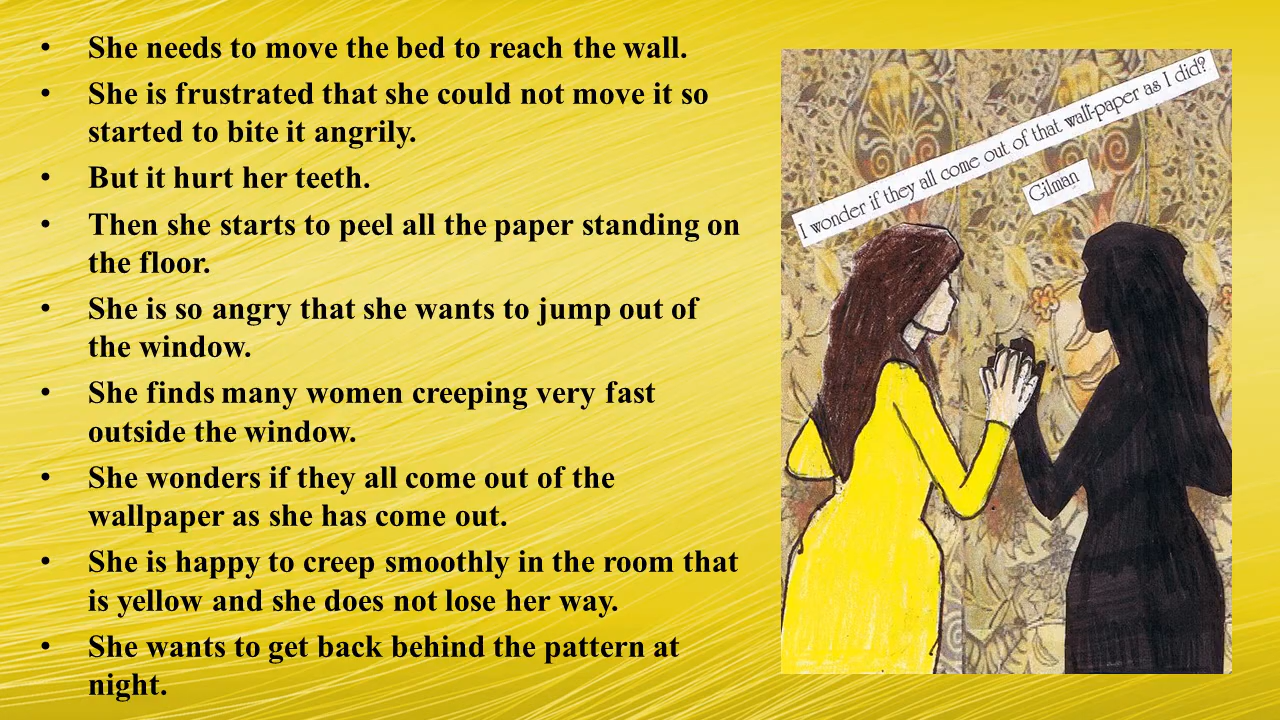 • She needs to move the bed to reach the wall.
• She is frustrated that she could not move it so
started to bite it angrily.
• But it hurt her teeth.
• Then she starts to peel all the paper standing on
the floor.
• She is so angry that she wants to jump out of
the window.
• She finds many women creeping very fast
outside the window.
• She wonders if they all come out of the
wallpaper as she has come out.
• She is happy to creep smoothly in the room that
is yellow and she does not lose her way.
• She wants to get back behind the pattern at
night.
I wonder if they all come out of that wall-paper as I did?
Gilman